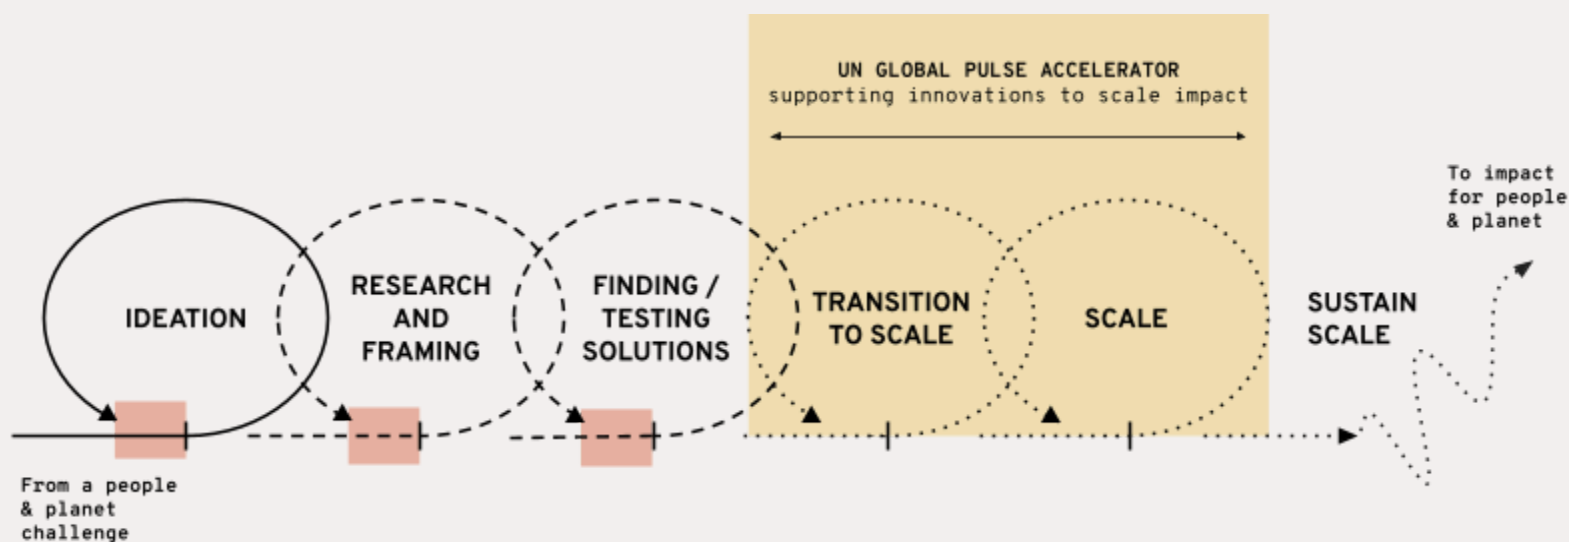 UN GLOBAL PULSE ACCELERATOR
supporting innovations to scale impact
To impact
for people
& planet
IDEATION
RESEARCH
AND
FRAMING
FINDING /
TESTING
SOLUTIONS
TRANSITION
TO SCALE
SCALE
SUSTAIN
SCALE
From a people
& planet
challenge